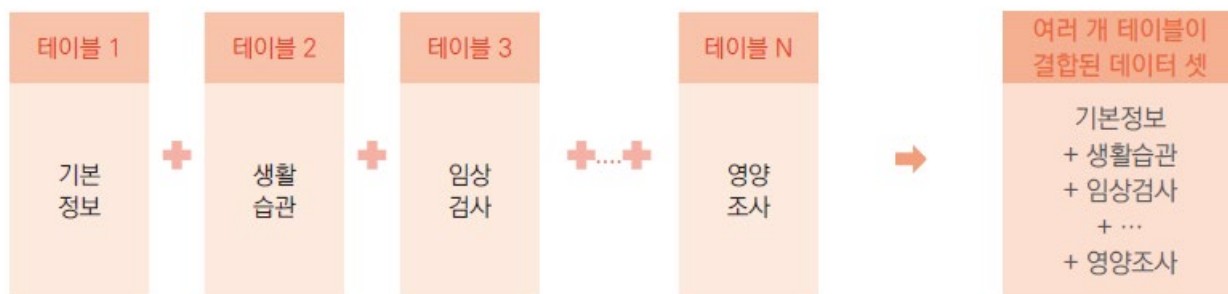 테이블 1
기본
정보
테이블 2
생활
습관
테이블 3
임상
검사
....
테이블 N
영양
조사
여러 개 테이블이
결합된 데이터 셋
기본정보
+ 생활습관
+ 임상검사
+ ···
+ 영양조사